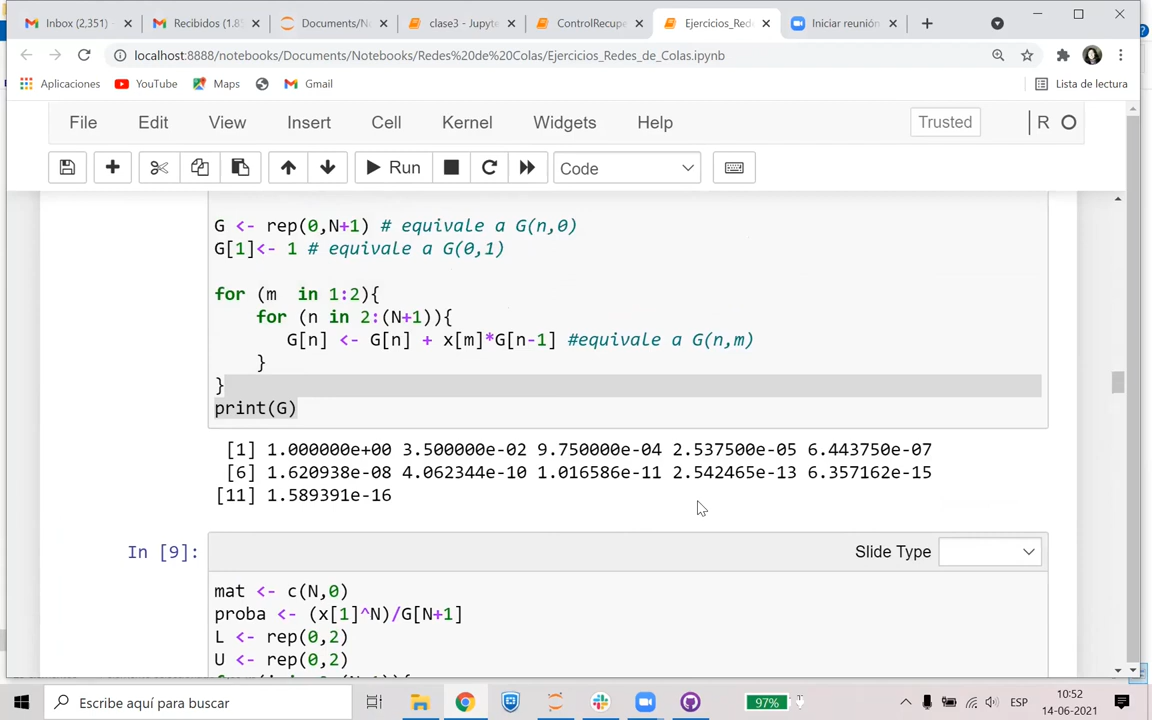 Inbox (2,351)
Recibidos (1.85
Documents/No
clase3 - Jupyte
ControlRecupe
Ejercicios_Red
Iniciar reunión
localhost:8888/notebooks/Documents/Notebooks/Redes%20de%20Colas/Ejercicios_Redes_de_Colas.ipynb
Aplicaciones YouTube Maps Gmail Lista de lectura
File Edit View Insert Cell Kernel Widgets Help Trusted R
Run Code
G <- rep(0,N+1) # equivale a G(n,0)
G[1]<- 1 # equivale a G(0,1)
for (m  in 1:2){
for (n in 2:(N+1)){
G[n] <- G[n] + x[m]*G[n-1] #equivale a G(n,m)
}
}
print(G)
[1] 1.000000e+00 3.500000e-02 9.750000e-04 2.537500e-05 6.443750e-07
[6] 1.620938e-08 4.062344e-10 1.016586e-11 2.542465e-13 6.357162e-15
[11] 1.589391e-16
In [9]: Slide Type
mat <- c(N,0)
proba <- (x[1]^N)/G[N+1]
L <- rep(0,2)
U <- rep(0,2)
Escribe aquí para buscar
97%
ESP
10:52
14-06-2021